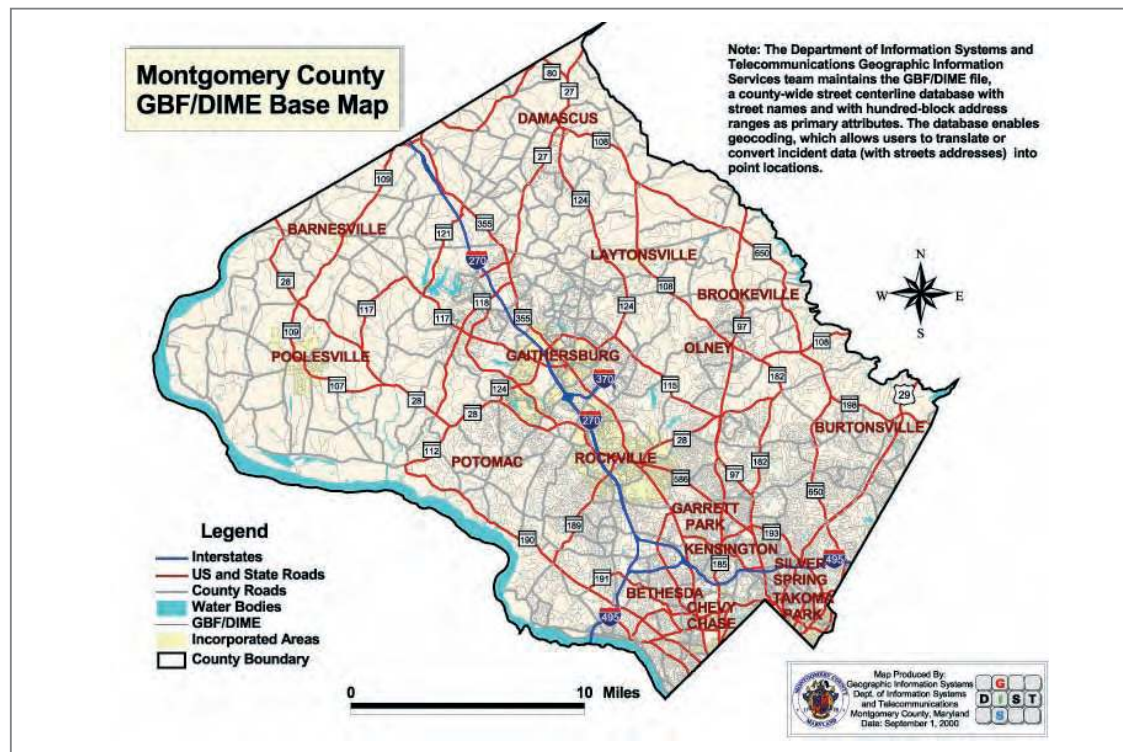 Montgomery County
GBF/DIME Base Map
Note: The Department of Information Systems and
Telecommunications Geographic Information
Services team maintains the GBF/DIME file,
a county-wide street centerline database with
street names and with hundred-block address
ranges as primary attributes. The database enables
geocoding, which allows users to translate or
convert incident data (with streets addresses) into
point locations.
80
27
DAMASCUS
108
27
109
124
355
BARNESVILLE
121
650
LAYTONSVILLE
270
N
28
108
BROOKEVILLE
W E
118
124
117
117
355
S
97
109
108
OLNEY
POOLESVILLE
GAITHERSBURG
182
370
107
124
115
29
28
198
28
270
BURTONSVILLE
28
112
POTOMAC
ROCKVILLE
182
97
586
650
GARRETT
PARK
189
193
190
KENSINGTON
185
495
SILVER
SPRING
191
BETHESDA
TAKOMA
PARK
CHEVY
CHASE
495
Legend
Interstates
US and State Roads
County Roads
Water Bodies
GBF/DIME
Incorporated Areas
County Boundary
0 10 Miles
MONTGOMERY COUNTY
MARYLAND
Map Produced By:
Geographic Information Systems
Dept. of Information Systems
and Telecommunications
Montgomery County, Maryland
Date: September 1, 2000
G
D I S T
S